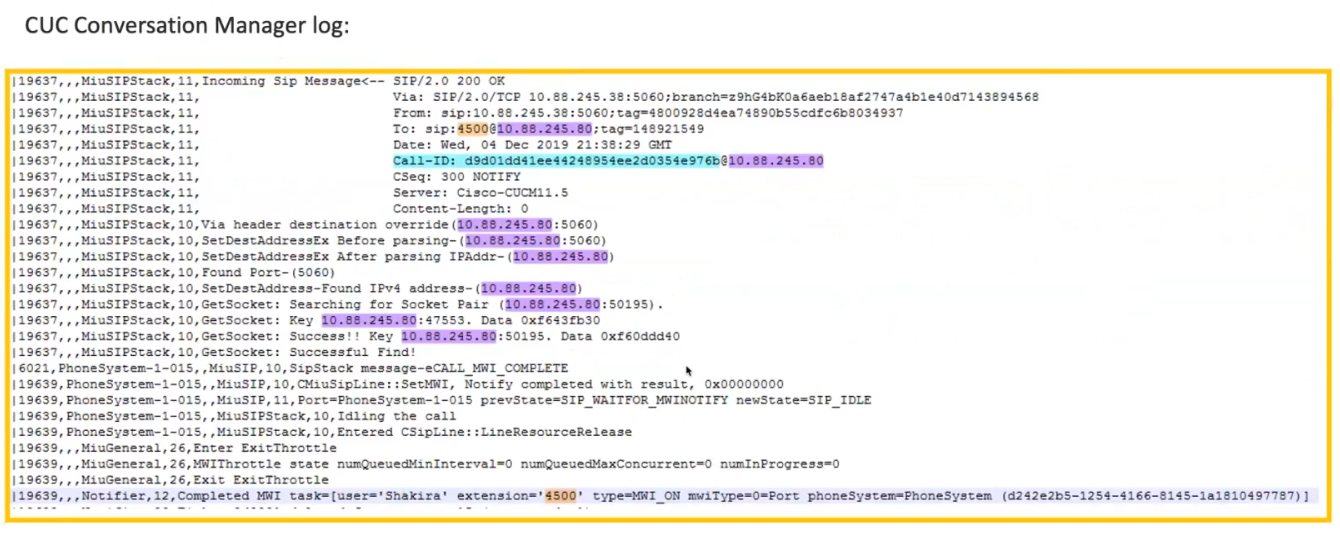 CUC Conversation Manager log:
|19637,,,MiuSIPStack,11,Incoming Sip Message<-- SIP/2.0 200 OK
|19637,,,MiuSIPStack,11, Via: SIP/2.0/TCP 10.88.245.38:5060;branch=z9hG4bK0a6aeb18af2747a4b1e40d7143894568
|19637,,,MiuSIPStack,11, From: sip:10.88.245.38:5060;tag=4800928d4ea74890b55cdfc6b8034937
|19637,,,MiuSIPStack,11, To: sip:4500@10.88.245.80;tag=148921549
|19637,,,MiuSIPStack,11, Date: Wed, 04 Dec 2019 21:38:29 GMT
|19637,,,MiuSIPStack,11, Call-ID: d9d01dd41ee44248954ee2d0354e976b@10.88.245.80
|19637,,,MiuSIPStack,11, CSeq: 300 NOTIFY
|19637,,,MiuSIPStack,11, Server: Cisco-CUCM11.5
|19637,,,MiuSIPStack,11, Content-Length: 0
|19637,,,MiuSIPStack,10,Via header destination override(10.88.245.80:5060)
|19637,,,MiuSIPStack,10,SetDestAddressEx Before parsing-(10.88.245.80:5060)
|19637,,,MiuSIPStack,10,SetDestAddressEx After parsing IPAddr-(10.88.245.80)
|19637,,,MiuSIPStack,10,Found Port-(5060)
|19637,,,MiuSIPStack,10,SetDestAddress-Found IPv4 address-(10.88.245.80)
|19637,,,MiuSIPStack,10,GetSocket: Searching for Socket Pair (10.88.245.80:50195).
|19637,,,MiuSIPStack,10,GetSocket: Key 10.88.245.80:47553. Data 0xf643fb30
|19637,,,MiuSIPStack,10,GetSocket: Success!! Key 10.88.245.80:50195. Data 0xf60ddd40
|19637,,,MiuSIPStack,10,GetSocket: Successful Find!
|6021,PhoneSystem-1-015,,MiuSIP,10,SipStack message-eCALL_MWI_COMPLETE
|19639,PhoneSystem-1-015,,MiuSIP,10,CMiuSipLine::SetMWI, Notify completed with result, 0x00000000
|19639,PhoneSystem-1-015,,MiuSIP,11,Port=PhoneSystem-1-015 prevState=SIP_WAITFOR_MWINOTIFY newState=SIP_IDLE
|19639,PhoneSystem-1-015,,MiuSIPStack,10,Idling the call
|19639,PhoneSystem-1-015,,MiuSIPStack,10,Entered CSipLine::LineResourceRelease
|19639,,,MiuGeneral,26,Enter ExitThrottle
|19639,,,MiuGeneral,26,MWIThrottle state numQueuedMinInterval=0 numQueuedMaxConcurrent=0 numInProgress=0
|19639,,,MiuGeneral,26,Exit ExitThrottle
|19639,,,Notifier,12,Completed MWI task=[user='Shakira' extension='4500' type=MWI_ON mwiType=0=Port phoneSystem=PhoneSystem (d242e2b5-1254-4166-8145-1a1810497787)]